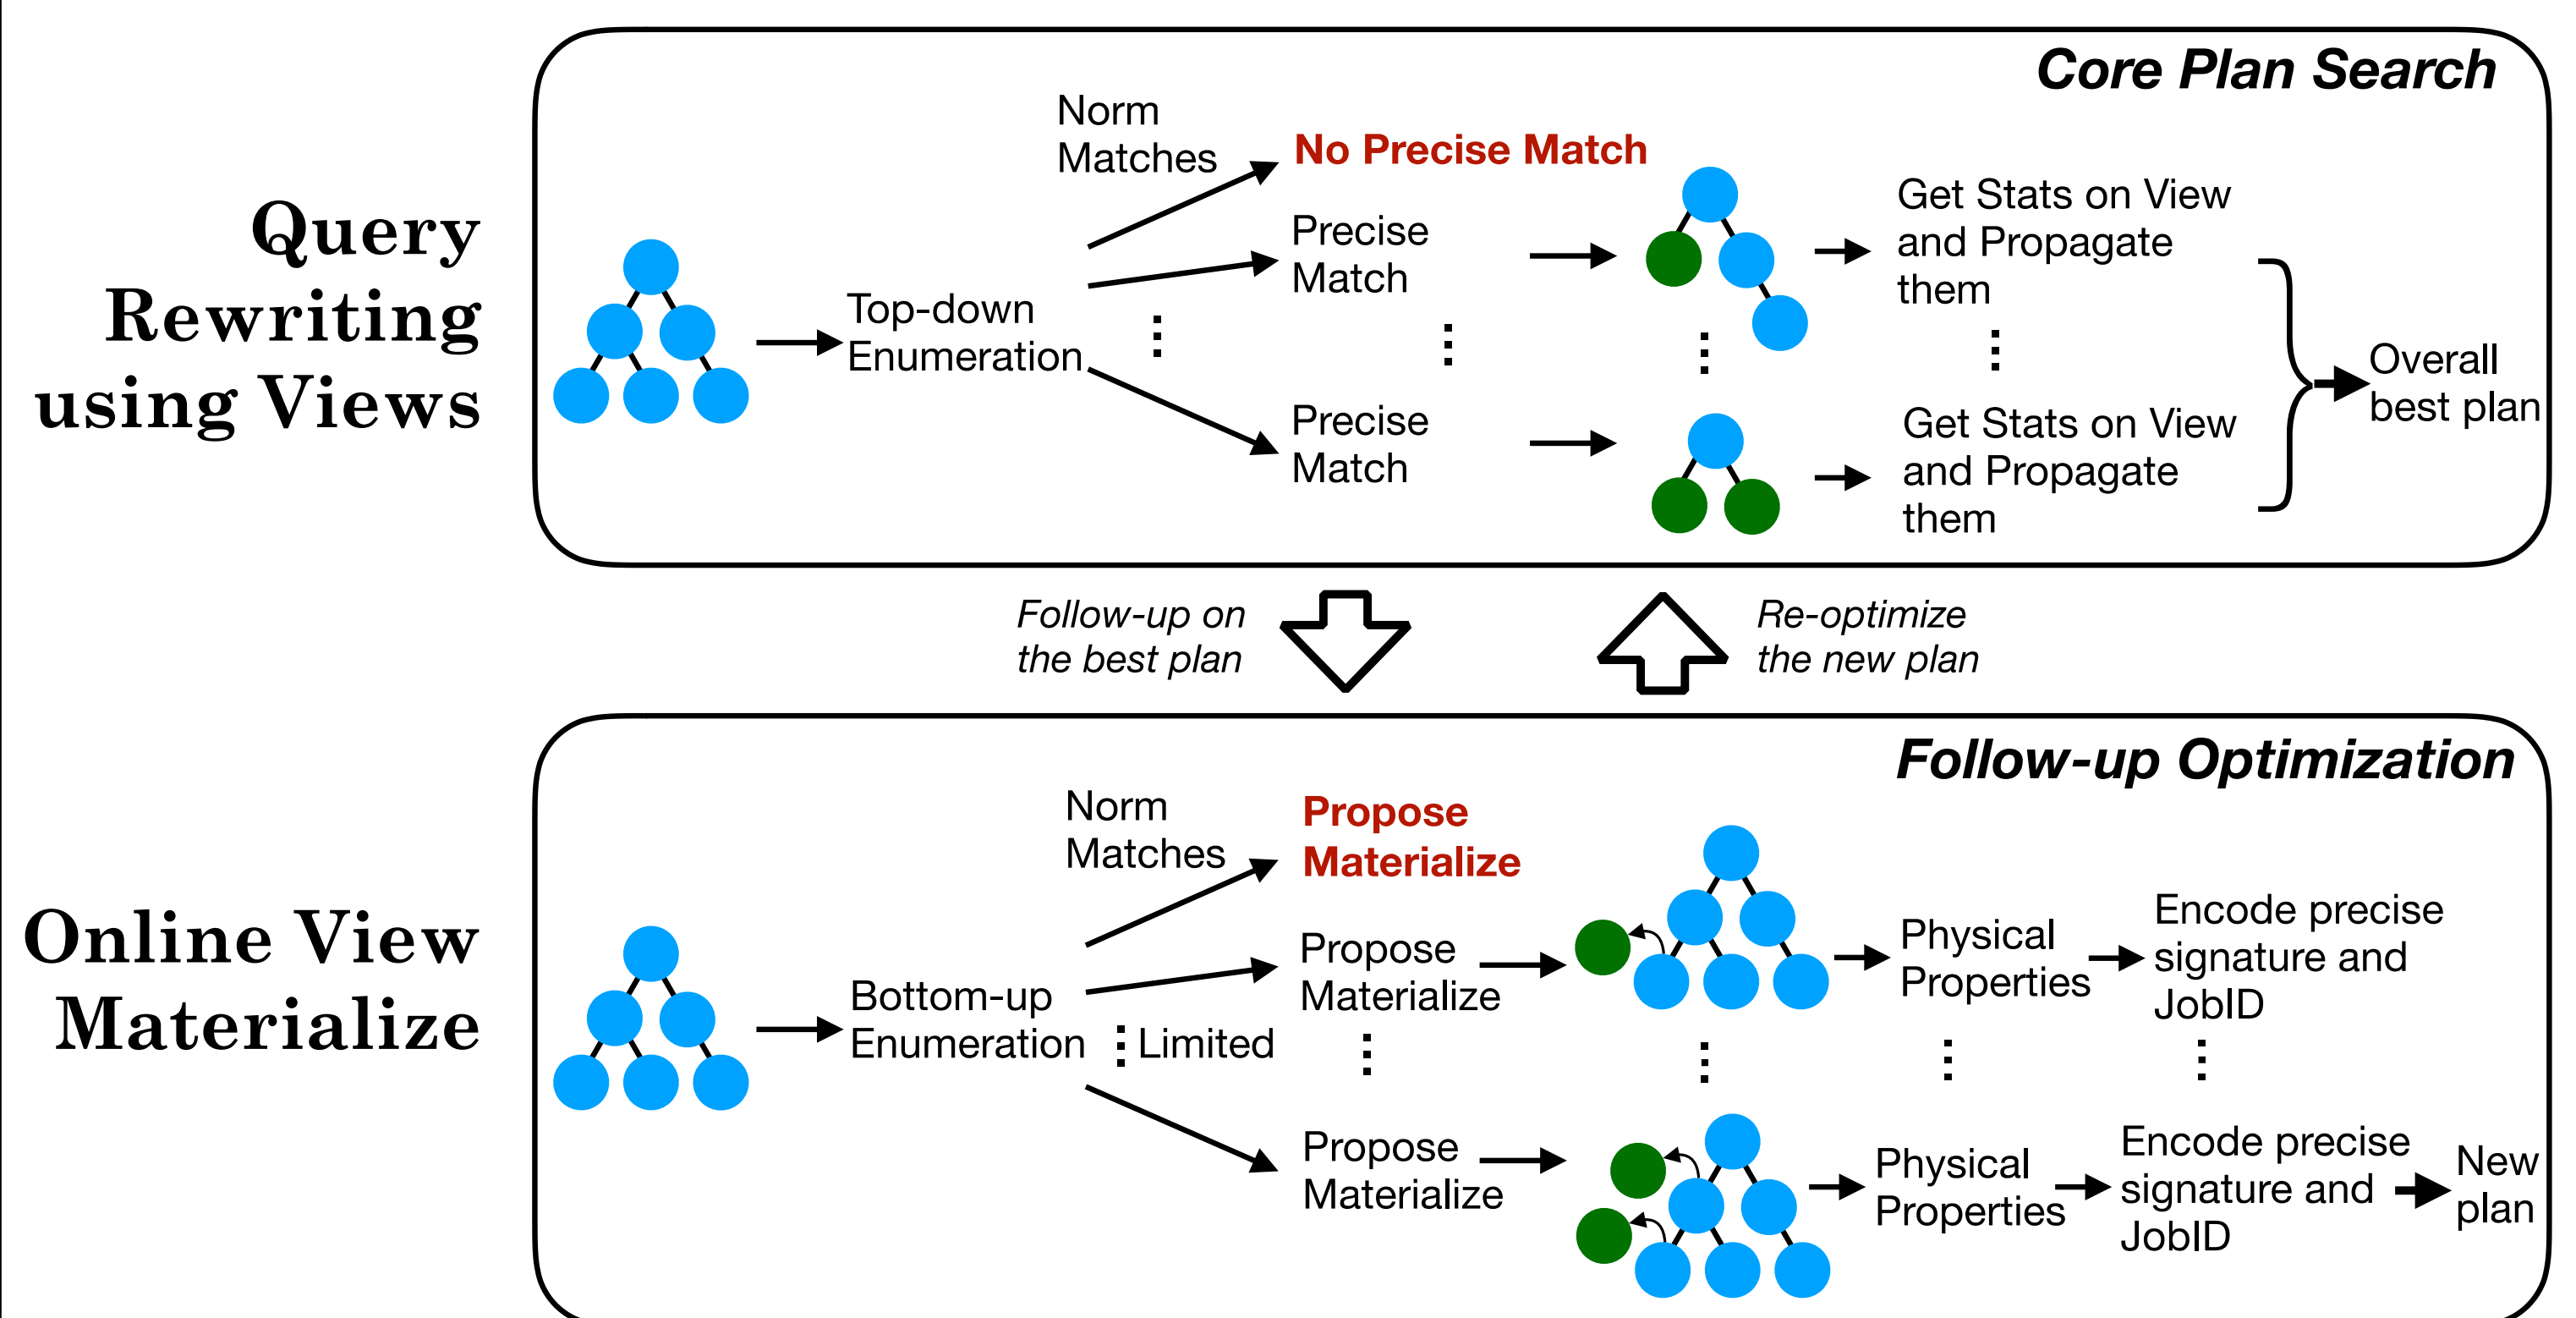 Query
Rewriting
using Views
Core Plan Search
Top-down
Enumeration
Norm
Matches
No Precise Match
Precise
Match
Get Stats on View
and Propagate
them
Precise
Match
Get Stats on View
and Propagate
them
Overall
best plan
Follow-up on
the best plan
Re-optimize
the new plan
Online View
Materialize
Follow-up Optimization
Bottom-up
Enumeration
Norm
Matches
Limited
Propose
Materialize
Propose
Materialize
Physical
Properties
Encode precise
signature and
JobID
Propose
Materialize
Physical
Properties
Encode precise
signature and
JobID
New
plan